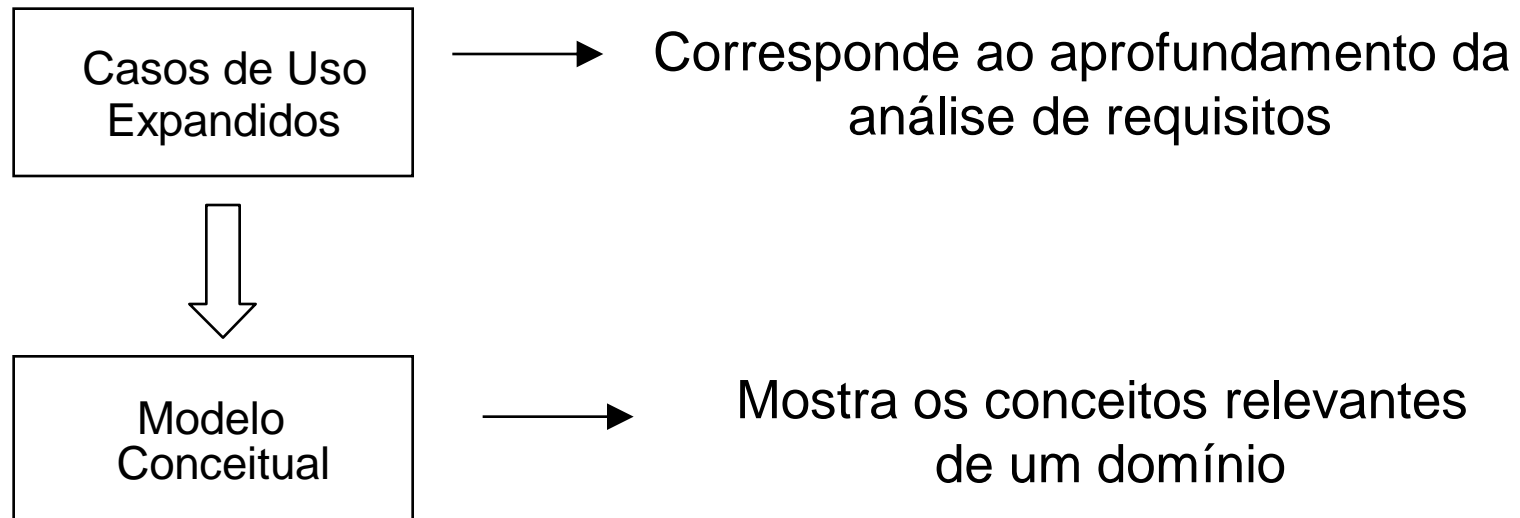 Casos de Uso
Expandidos
Corresponde ao aprofundamento da
análise de requisitos
Modelo
Conceitual
Mostra os conceitos relevantes
de um domínio